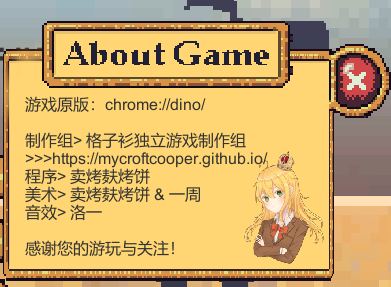 About Game
游戏原版：chrome://dino/
制作组> 格子衫独立游戏制作组
>>>https://mycroftcooper.github.io/
程序> 卖烤麸烤饼
美术> 卖烤麸烤饼 & 一周
音效> 洛一
感谢您的游玩与关注！